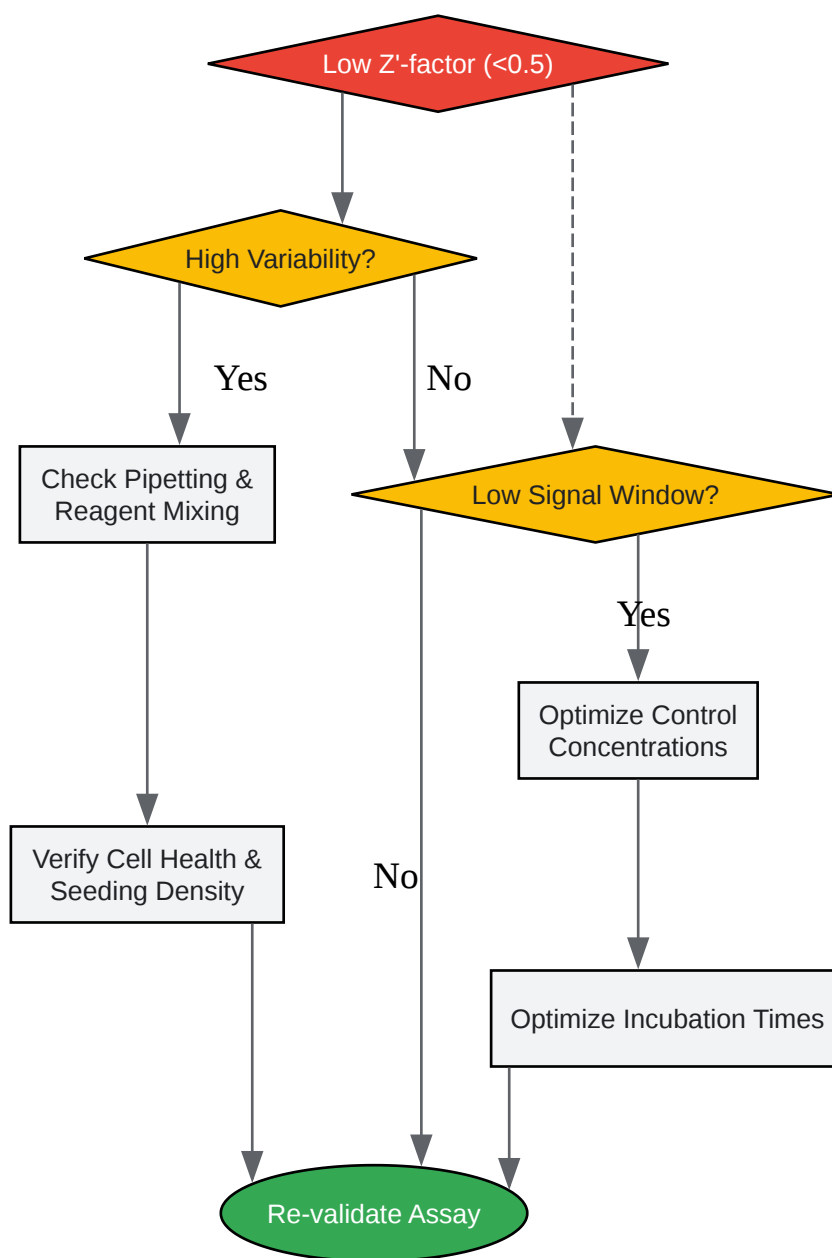 Low Z'-factor (<0.5)
High Variability?
Yes
No
Check Pipetting &
Reagent Mixing
Low Signal Window?
Yes
Optimize Control
Concentrations
Verify Cell Health &
Seeding Density
No
Optimize Incubation Times
Re-validate Assay